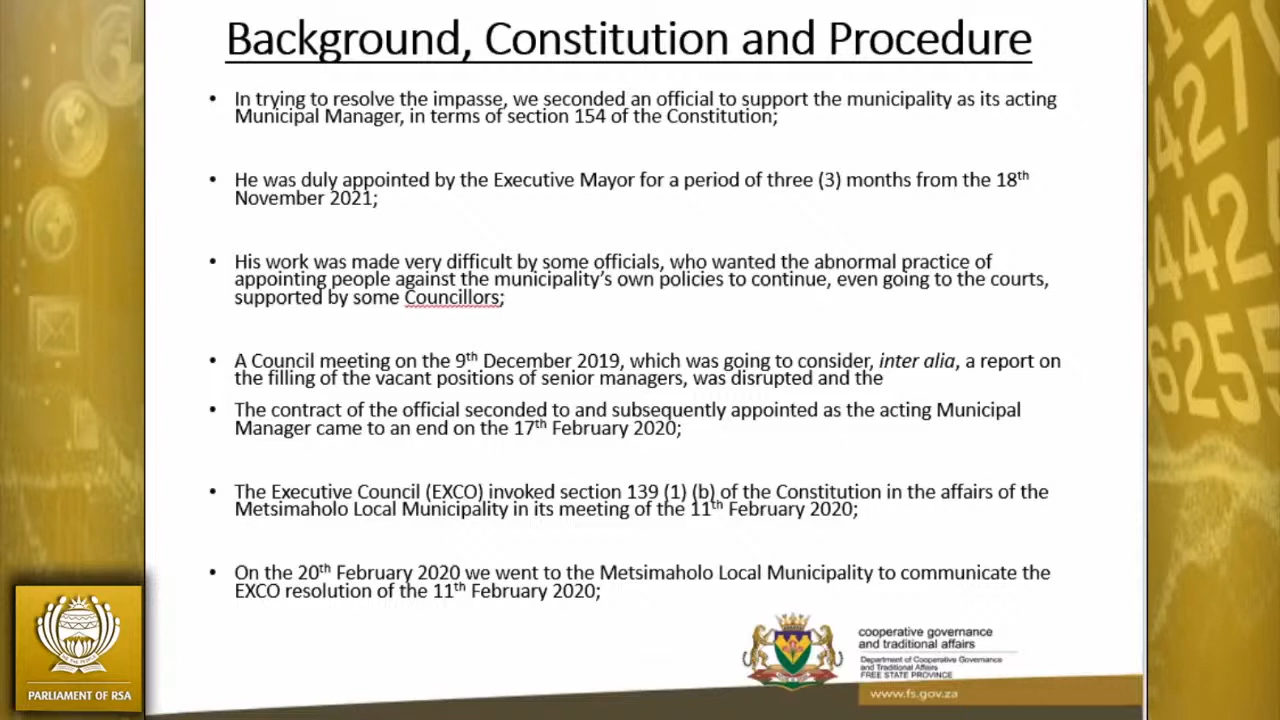 Background, Constitution and Procedure
• In trying to resolve the impasse, we seconded an official to support the municipality as its acting
Municipal Manager, in terms of section 154 of the Constitution;
• He was duly appointed by the Executive Mayor for a period of three (3) months from the 18th
November 2021;
• His work was made very difficult by some officials, who wanted the abnormal practice of
appointing people against the municipality's own policies to continue, even going to the courts,
supported by some Councillors;
• A Council meeting on the 9th December 2019, which was going to consider, inter alia, a report on
the filling of the vacant positions of senior managers, was disrupted and the
• The contract of the official seconded to and subsequently appointed as the acting Municipal
Manager came to an end on the 17th February 2020;
• The Executive Council (EXCO) invoked section 139 (1) (b) of the Constitution in the affairs of the
Metsimaholo Local Municipality in its meeting of the 11th February 2020;
• On the 20th February 2020 we went to the Metsimaholo Local Municipality to communicate the
EXCO resolution of the 11th February 2020;
cooperative governance
and traditional affairs
Department of Cooperative Governance
and Traditional Affairs
FREE STATE PROVINCE
www.fs.gov.za
PARLIAMENT OF RSA
427
442
6255